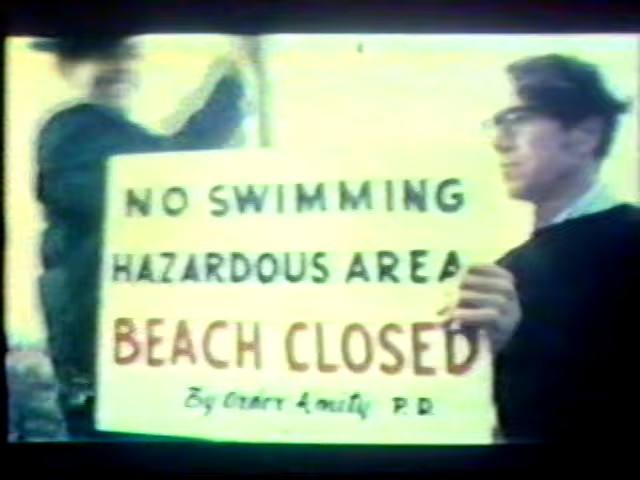 NO SWIMMING
HAZARDOUS AREA
BEACH CLOSED
By Order Amity P. D.